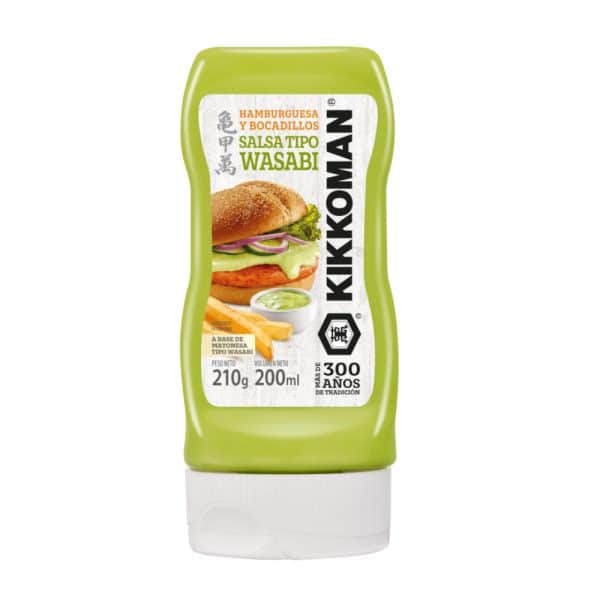 HAMBURGUESA
Y BOCADILLOS
SALSA TIPO
WASABI
亀甲萬
KIKKOMAN
A BASE DE
MAYONESA
TIPO WASABI
PESO NETO
210g
VOLUMEN NETO
200ml
MÁS DE
300
AÑOS
DE TRADICIÓN